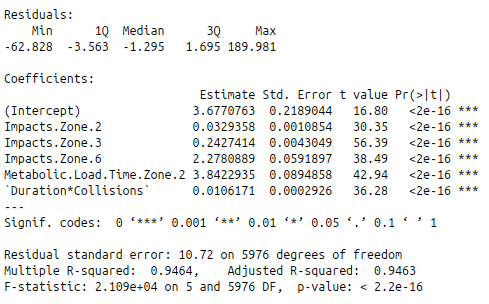 Residuals:
    Min      1Q  Median      3Q     Max
-62.828  -3.563  -1.295   1.695 189.981

Coefficients:
                            Estimate Std. Error t value Pr(>|t|)
(Intercept)                3.6770763  0.2189044   16.80   <2e-16 ***
Impacts.Zone.2             0.0329358  0.0010854   30.35   <2e-16 ***
Impacts.Zone.3             0.2427414  0.0043049   56.39   <2e-16 ***
Impacts.Zone.6             2.2780889  0.0591897   38.49   <2e-16 ***
Metabolic.Load.Time.Zone.2 3.8422935  0.0894858   42.94   <2e-16 ***
`Duration*Collisions`      0.0106171  0.0002926   36.28   <2e-16 ***
---
Signif. codes:  0 ‘***’ 0.001 ‘**’ 0.01 ‘*’ 0.05 ‘.’ 0.1 ‘ ’ 1

Residual standard error: 10.72 on 5976 degrees of freedom
Multiple R-squared:  0.9464,    Adjusted R-squared:  0.9463
F-statistic: 2.109e+04 on 5 and 5976 DF,  p-value: < 2.2e-16